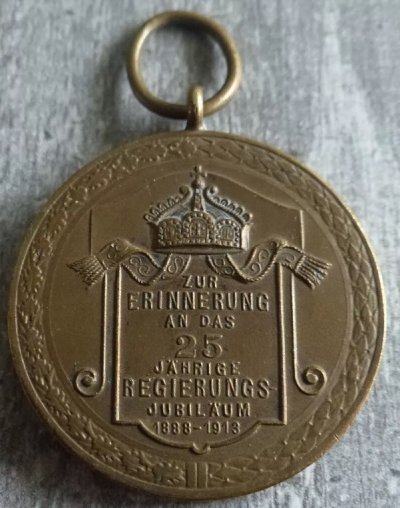 ZUR
ERINNERUNG
AN DAS
25
JÄHRIGE
REGIERUNGS-
JUBILÄUM
1888-1913